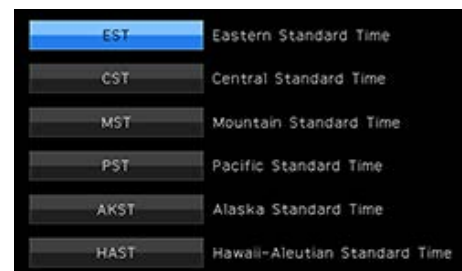 EST Eastern Standard Time
CST Central Standard Time
MST Mountain Standard Time
PST Pacific Standard Time
AKST Alaska Standard Time
HAST Hawaii-Aleutian Standard Time